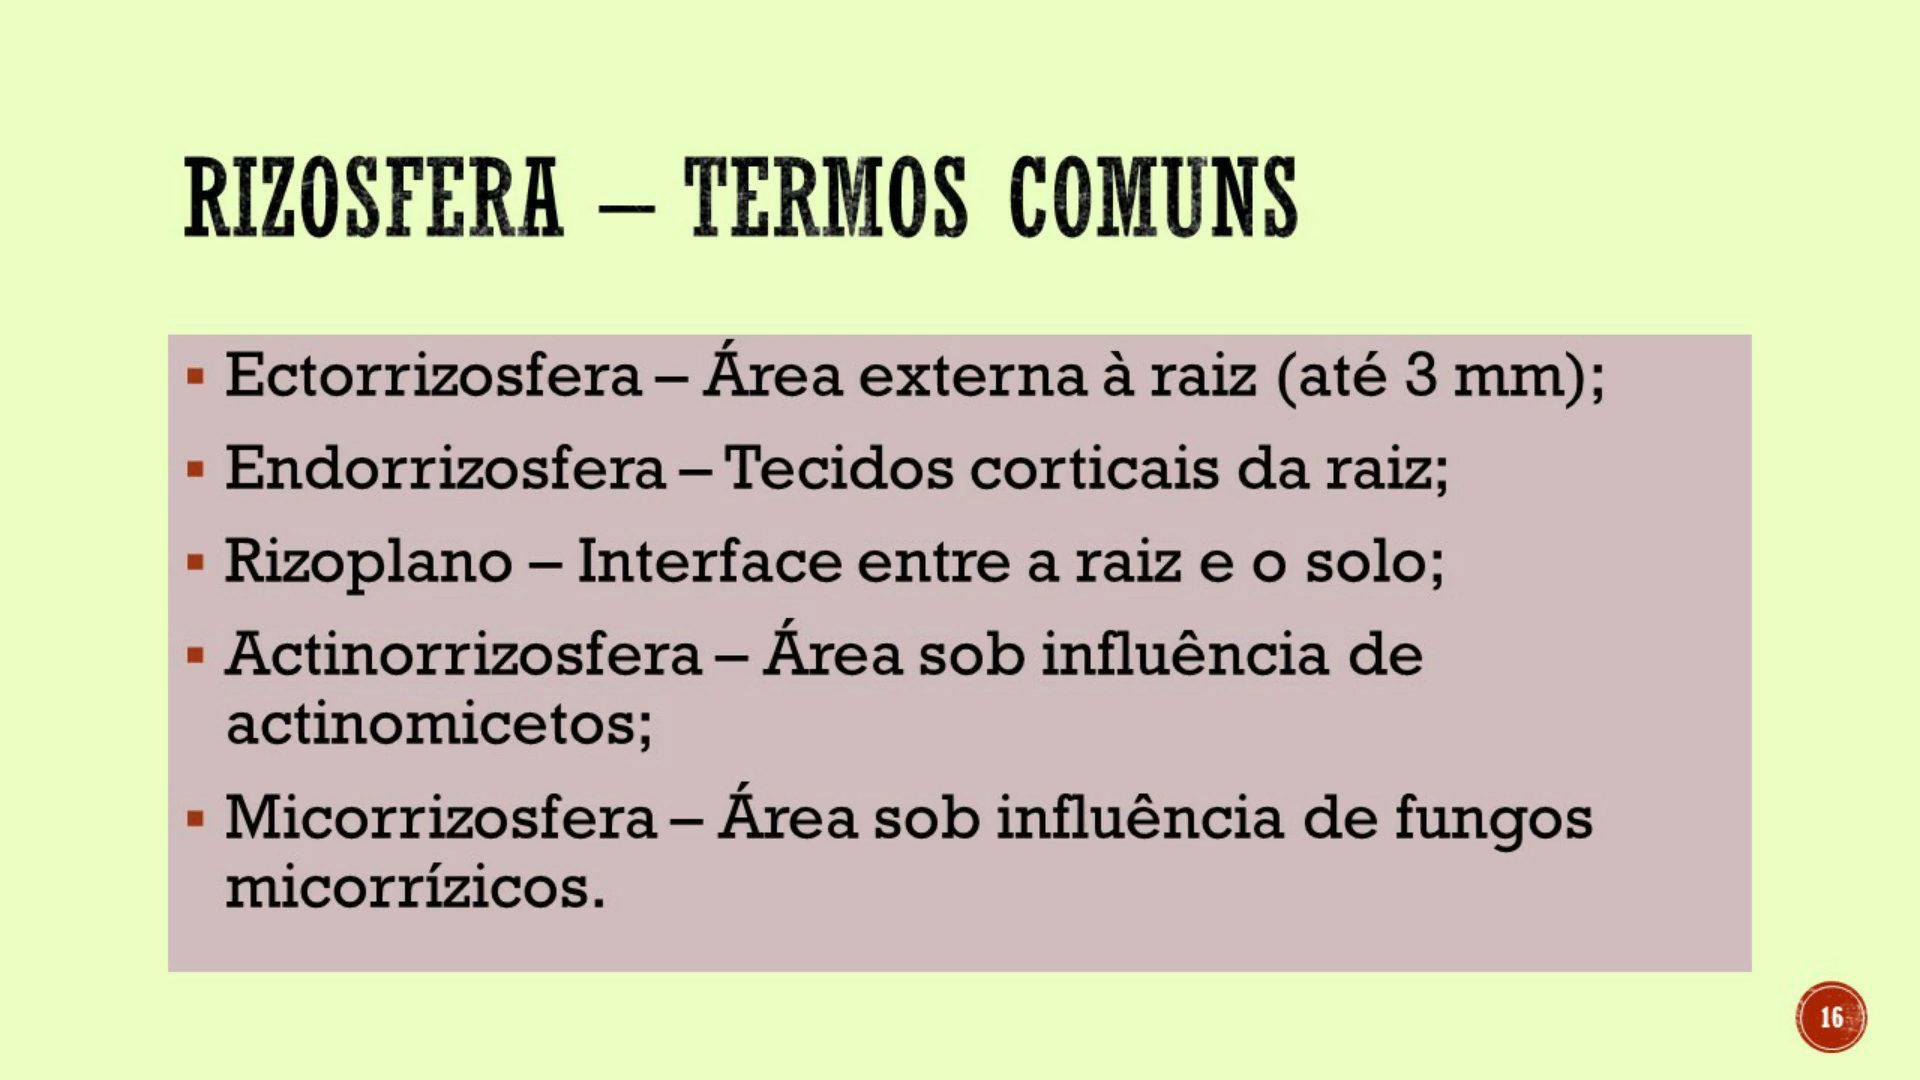 RIZOSFERA – TERMOS COMUNS
▪ Ectorrizosfera – Área externa à raiz (até 3 mm);
▪ Endorrizosfera – Tecidos corticais da raiz;
▪ Rizoplano – Interface entre a raiz e o solo;
▪ Actinorrizosfera – Área sob influência de
actinomicetos;
▪ Micorrizosfera – Área sob influência de fungos
micorrízicos.
16